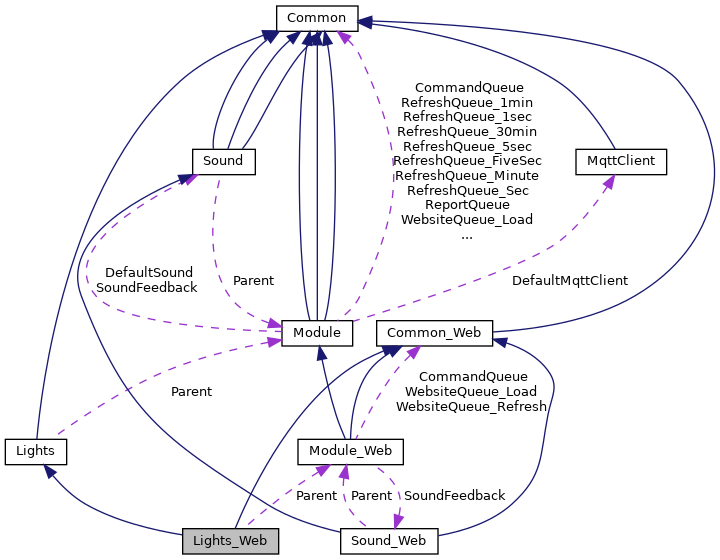 Common
CommandQueue
RefreshQueue_1min
RefreshQueue_1sec
RefreshQueue_30min
RefreshQueue_5sec
RefreshQueue_FiveSec
RefreshQueue_Minute
RefreshQueue_Sec
ReportQueue
WebsiteQueue_Load
...
Sound
MqttClient
DefaultSound
SoundFeedback
Parent
DefaultMqttClient
Module
Common_Web
Parent
CommandQueue
WebsiteQueue_Load
WebsiteQueue_Refresh
Lights
Module_Web
Parent
Parent
SoundFeedback
Lights_Web
Sound_Web